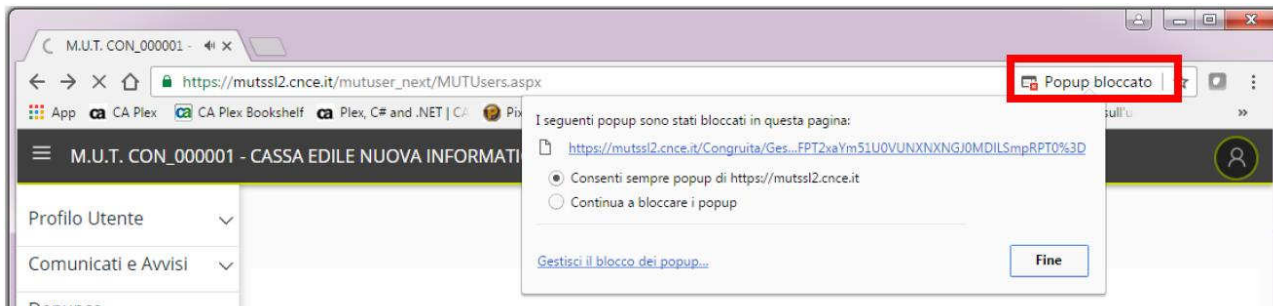 M.U.T. CON_000001 -
https://mutssl2.cnce.it/mutuser_next/MUTUsers.aspx
Popup bloccato
App CA Plex CA Plex Bookshelf Plex, C# and .NET | CA
I seguenti popup sono stati bloccati in questa pagina:
https://mutssl2.cnce.it/Congruita/Ges...FPT2xaYm51U0VUNXNXNGJ0MDILSmpRPT0%3D
M.U.T. CON_000001 - CASSA EDILE NUOVA INFORMATI
Consenti sempre popup di https://mutssl2.cnce.it
Continua a bloccare i popup
Profilo Utente
Gestisci il blocco dei popup...
Fine
Comunicati e Avvisi